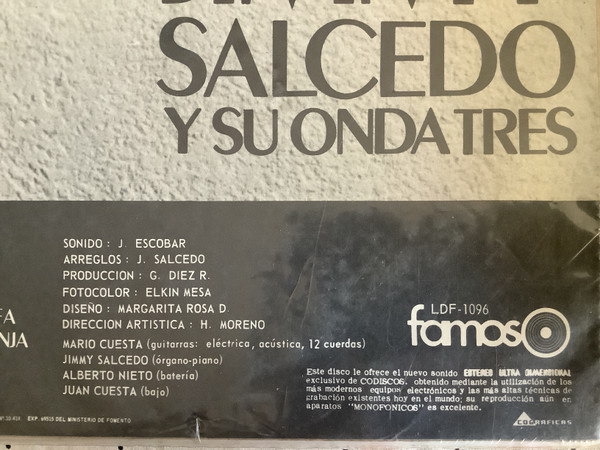 SALCEDO
Y SU ONDA TRES
SONIDO : J. ESCOBAR
ARREGLOS : J. SALCEDO
PRODUCCION : G. DIEZ R.
FOTOCOLOR : ELKIN MESA
DISEÑO : MARGARITA ROSA D.
DIRECCION ARTISTICA : H. MORENO
MARIO CUESTA (guitarras: eléctrica, acústica, 12 cuerdas)
JIMMY SALCEDO (órgano-piano)
ALBERTO NIETO (batería)
JUAN CUESTA (bajo)
FA
NJA
LDF-1096
famoso
Este disco le ofrece el nuevo sonido ESTEREO ULTRA DIMENSIONAL
exclusivo de CODISCOS, obtenido mediante la utilización de los
más modernos equipos electrónicos y las más altas técnicas de
grabación existentes hoy en el mundo; su reproducción aún en
aparatos "MONOFONICOS" es excelente.
EXP. DEL MINISTERIO DE FOMENTO
COGRAFICAS